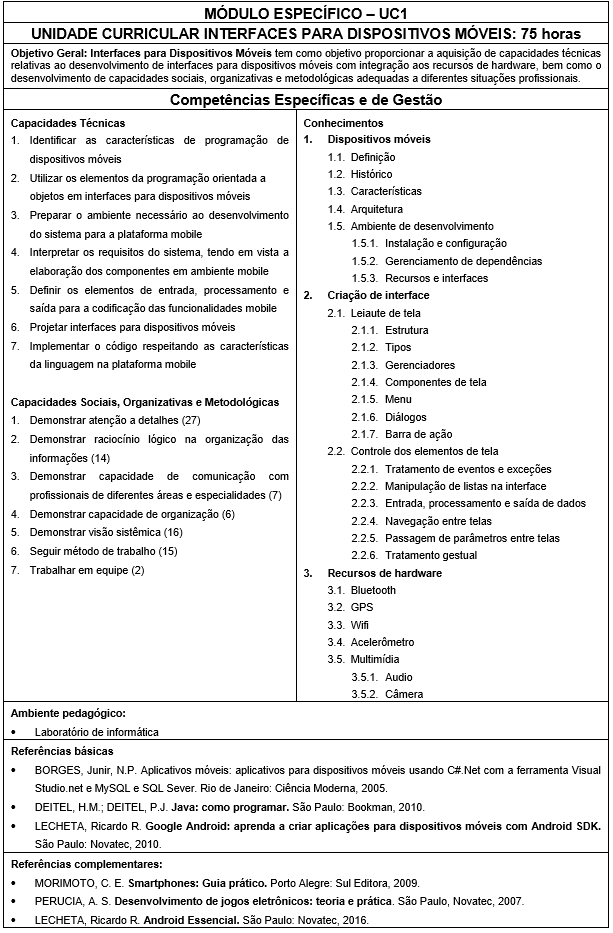 MÓDULO ESPECÍFICO – UC1
UNIDADE CURRICULAR INTERFACES PARA DISPOSITIVOS MÓVEIS: 75 horas
Objetivo Geral: Interfaces para Dispositivos Móveis tem como objetivo proporcionar a aquisição de capacidades técnicas
relativas ao desenvolvimento de interfaces para dispositivos móveis com integração aos recursos de hardware, bem como o
desenvolvimento de capacidades sociais, organizativas e metodológicas adequadas a diferentes situações profissionais.
Competências Específicas e de Gestão
Capacidades Técnicas
1. Identificar as características de programação de
dispositivos móveis
2. Utilizar os elementos da programação orientada a
objetos em interfaces para dispositivos móveis
3. Preparar o ambiente necessário ao desenvolvimento
do sistema para a plataforma mobile
4. Interpretar os requisitos do sistema, tendo em vista a
elaboração dos componentes em ambiente mobile
5. Definir os elementos de entrada, processamento e
saída para a codificação das funcionalidades mobile
6. Projetar interfaces para dispositivos móveis
7. Implementar o código respeitando as características
da linguagem na plataforma mobile
Capacidades Sociais, Organizativas e Metodológicas
1. Demonstrar atenção a detalhes (27)
2. Demonstrar raciocínio lógico na organização das
informações (14)
3. Demonstrar capacidade de comunicação com
profissionais de diferentes áreas e especialidades (7)
4. Demonstrar capacidade de organização (6)
5. Demonstrar visão sistêmica (16)
6. Seguir método de trabalho (15)
7. Trabalhar em equipe (2)
Conhecimentos
1. Dispositivos móveis
1.1. Definição
1.2. Histórico
1.3. Características
1.4. Arquitetura
1.5. Ambiente de desenvolvimento
1.5.1. Instalação e configuração
1.5.2. Gerenciamento de dependências
1.5.3. Recursos e interfaces
2. Criação de interface
2.1. Leiaute de tela
2.1.1. Estrutura
2.1.2. Tipos
2.1.3. Gerenciadores
2.1.4. Componentes de tela
2.1.5. Menu
2.1.6. Diálogos
2.1.7. Barra de ação
2.2. Controle dos elementos de tela
2.2.1. Tratamento de eventos e exceções
2.2.2. Manipulação de listas na interface
2.2.3. Entrada, processamento e saída de dados
2.2.4. Navegação entre telas
2.2.5. Passagem de parâmetros entre telas
2.2.6. Tratamento gestual
3. Recursos de hardware
3.1. Bluetooth
3.2. GPS
3.3. Wifi
3.4. Acelerômetro
3.5. Multimídia
3.5.1. Audio
3.5.2. Câmera
Ambiente pedagógico:
• Laboratório de informática
Referências básicas
• BORGES, Junir, N.P. Aplicativos móveis: aplicativos para dispositivos móveis usando C#.Net com a ferramenta Visual
Studio.net e MySQL e SQL Sever. Rio de Janeiro: Ciência Moderna, 2005.
• DEITEL, H.M.; DEITEL, P.J. Java: como programar. São Paulo: Bookman, 2010.
• LECHETA, Ricardo R. Google Android: aprenda a criar aplicações para dispositivos móveis com Android SDK.
São Paulo: Novatec, 2010.
Referências complementares:
• MORIMOTO, C. E. Smartphones: Guia prático. Porto Alegre: Sul Editora, 2009.
• PERUCIA, A. S. Desenvolvimento de jogos eletrônicos: teoria e prática. São Paulo, Novatec, 2007.
• LECHETA, Ricardo R. Android Essencial. São Paulo: Novatec, 2016.